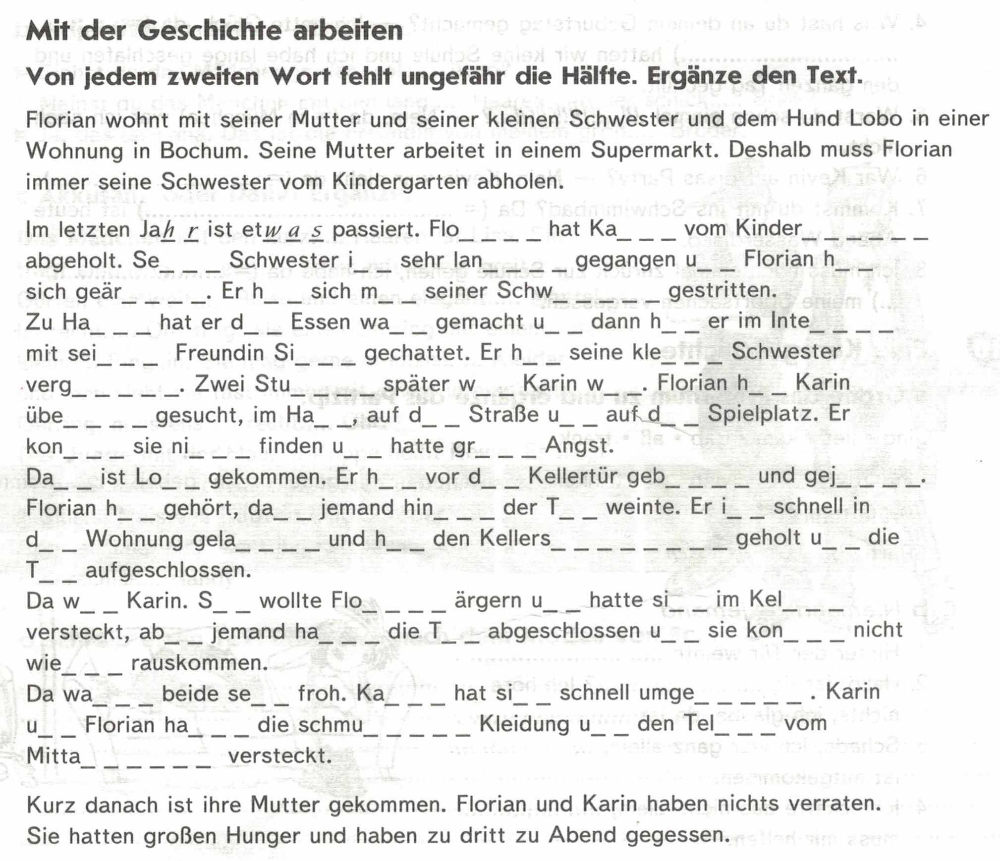 Mit der Geschichte arbeiten
Von jedem zweiten Wort fehlt ungefähr die Hälfte. Ergänze den Text.
Florian wohnt mit seiner Mutter und seiner kleinen Schwester und dem Hund Lobo in einer
Wohnung in Bochum. Seine Mutter arbeitet in einem Supermarkt. Deshalb muss Florian
immer seine Schwester vom Kindergarten abholen.
Im letzten Jah r ist etw a s passiert. Flo_ _ _ _ hat Ka_ _ _ vom Kinder_ _ _ _ _ _
abgeholt. Se_ _ _ Schwester i_ _ sehr lan_ _ _ _ gegangen u_ _ Florian h_ _
sich geär_ _ _ _. Er h_ _ sich m_ _ seiner Schw_ _ _ _ _ gestritten.
Zu Ha_ _ _ hat er d_ _ Essen wa_ _ gemacht u_ _ dann h_ _ er im Inte_ _ _ _
mit sei_ _ _ Freundin Si_ _ _ gechattet. Er h_ _ seine kle_ _ _ Schwester
verg_ _ _ _ _. Zwei Stu_ _ _ _ später w_ _ Karin w_ _. Florian h_ _ Karin
übe_ _ _ _ gesucht, im Ha_ _, auf d_ _ Straße u_ _ auf d_ _ Spielplatz. Er
kon_ _ _ sie ni_ _ _ finden u_ _ hatte gr_ _ _ Angst.
Da_ _ ist Lo_ _ gekommen. Er h_ _ vor d_ _ Kellertür geb_ _ _ _ und gej_ _ _ _.
Florian h_ _ gehört, da_ _ jemand hin_ _ _ der T_ _ weinte. Er i_ _ schnell in
d_ _ Wohnung gela_ _ _ _ und h_ _ den Kellers_ _ _ _ _ _ _ _ geholt u_ _ die
T_ _ aufgeschlossen.
Da w_ _ Karin. S_ _ wollte Flo_ _ _ _ ärgern u_ _ hatte si_ _ im Kel_ _ _
versteckt, ab_ _ jemand ha_ _ _ die T_ _ abgeschlossen u_ _ sie kon_ _ _ nicht
wie_ _ _ rauskommen.
Da wa_ _ _ beide se_ _ froh. Ka_ _ _ hat si_ _ schnell umge_ _ _ _ _ . Karin
u_ _ Florian ha_ _ _ die schmu_ _ _ _ _ Kleidung u_ _ den Tel_ _ _ vom
Mitta_ _ _ _ _ _ versteckt.
Kurz danach ist ihre Mutter gekommen. Florian und Karin haben nichts verraten.
Sie hatten großen Hunger und haben zu dritt zu Abend gegessen.